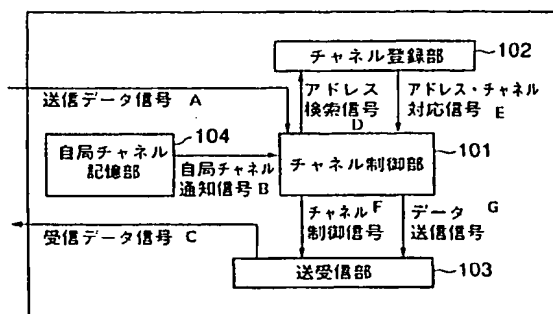 チャネル登録部
102
送信データ信号 A
アドレス
検索信号
D
アドレス・チャネル
対応信号 E
104
自局チャネル
記憶部
自局チャネル
通知信号 B
チャネル制御部
101
受信データ信号 C
チャネル F
制御信号
データ G
送信信号
送受信部
103